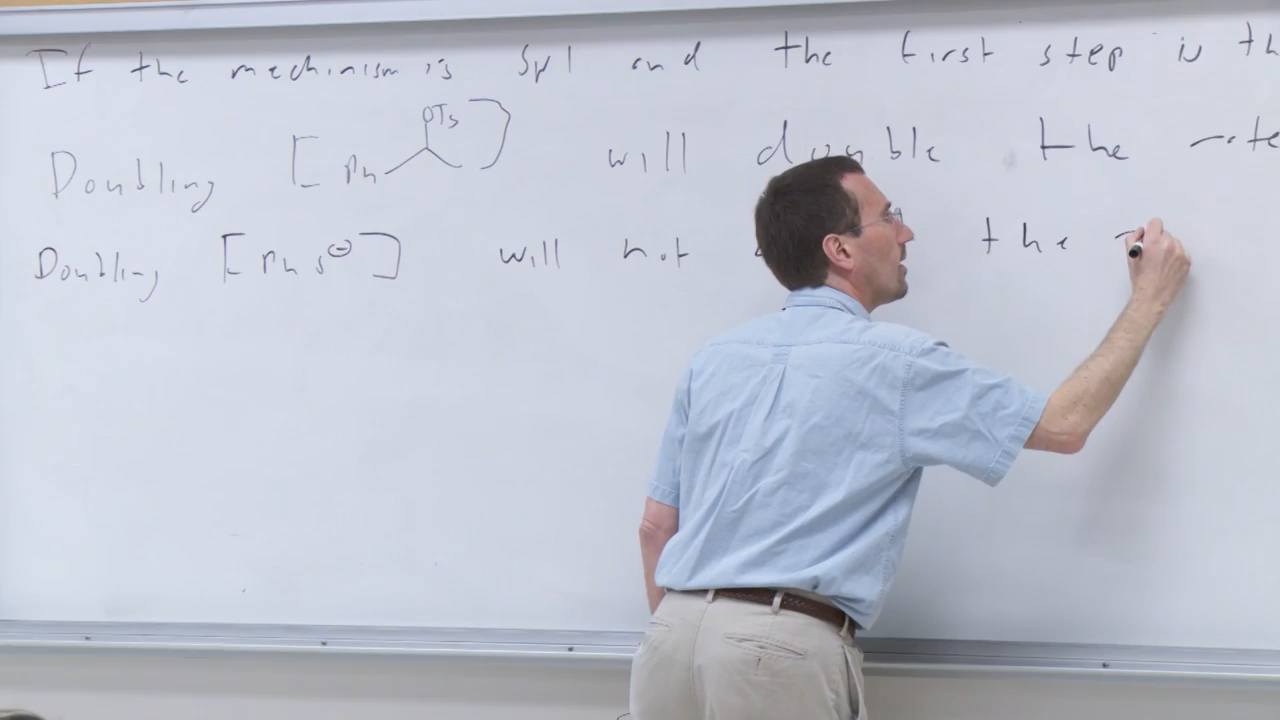 If the mechinism is SN1 and the first step is th
Doubling [ Ph OTs ] will double the rate
Doubling [ PhS⊖ ] will not the r